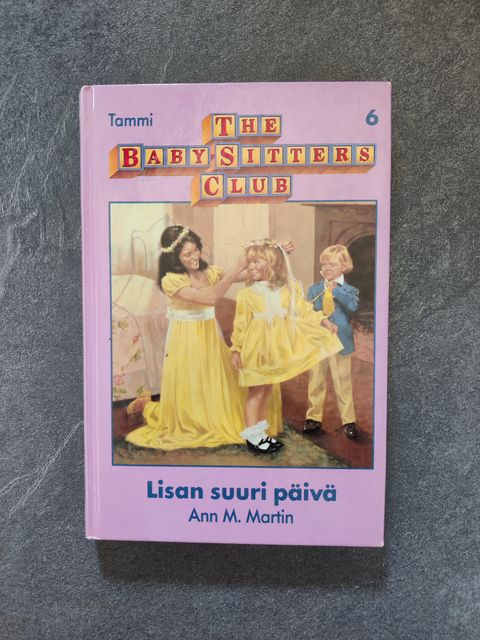 Tammi
6
THE
BABY-SITTERS
CLUB
Lisan suuri päivä
Ann M. Martin